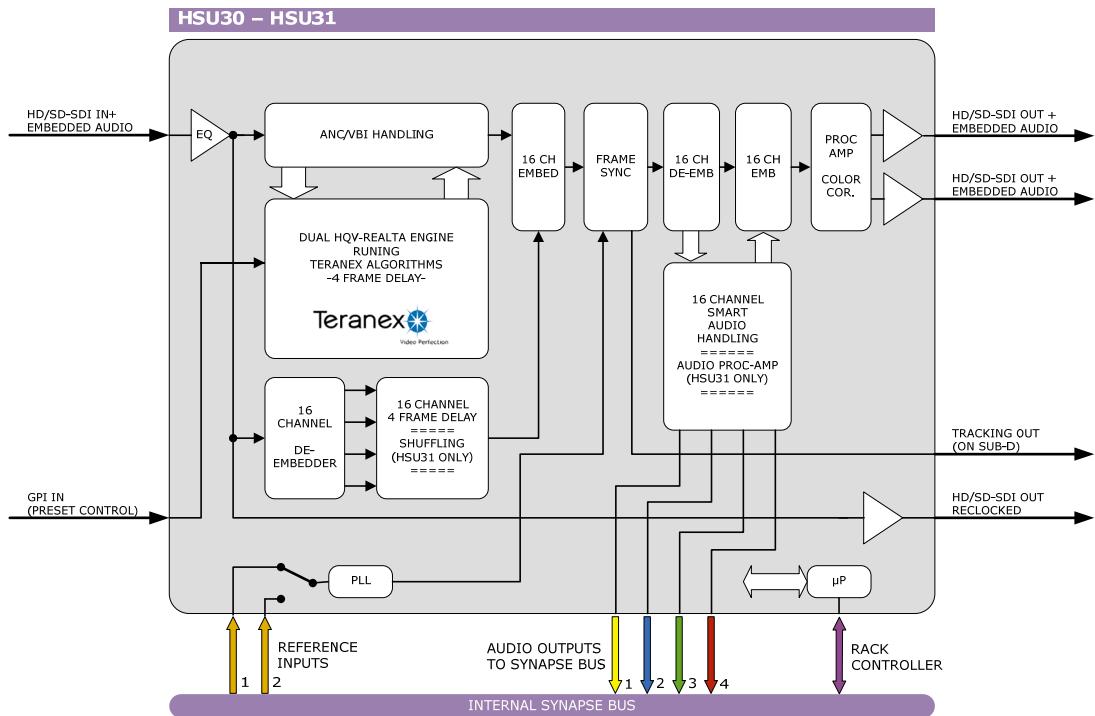 HSU30 – HSU31
HD/SD-SDI IN+
EMBEDDED AUDIO
EQ
ANC/VBI HANDLING
16 CH
EMBED
FRAME
SYNC
16 CH
DE-EMB
16 CH
EMB
PROC
AMP
COLOR
COR.
HD/SD-SDI OUT +
EMBEDDED AUDIO
HD/SD-SDI OUT +
EMBEDDED AUDIO
DUAL HQV-REALTA ENGINE
RUNING
TERANEX ALGORITHMS
-4 FRAME DELAY-
Teranex
Video Perfection
16 CHANNEL
SMART
AUDIO
HANDLING
======
AUDIO PROC-AMP
(HSU31 ONLY)
======
16
CHANNEL
DE-
EMBEDDER
16 CHANNEL
4 FRAME DELAY
=====
SHUFFLING
(HSU31 ONLY)
=====
TRACKING OUT
(ON SUB-D)
GPI IN
(PRESET CONTROL)
HD/SD-SDI OUT
RECLOCKED
PLL
µP
REFERENCE
INPUTS
1
2
AUDIO OUTPUTS
TO SYNAPSE BUS
1
2
3
4
RACK
CONTROLLER
INTERNAL SYNAPSE BUS